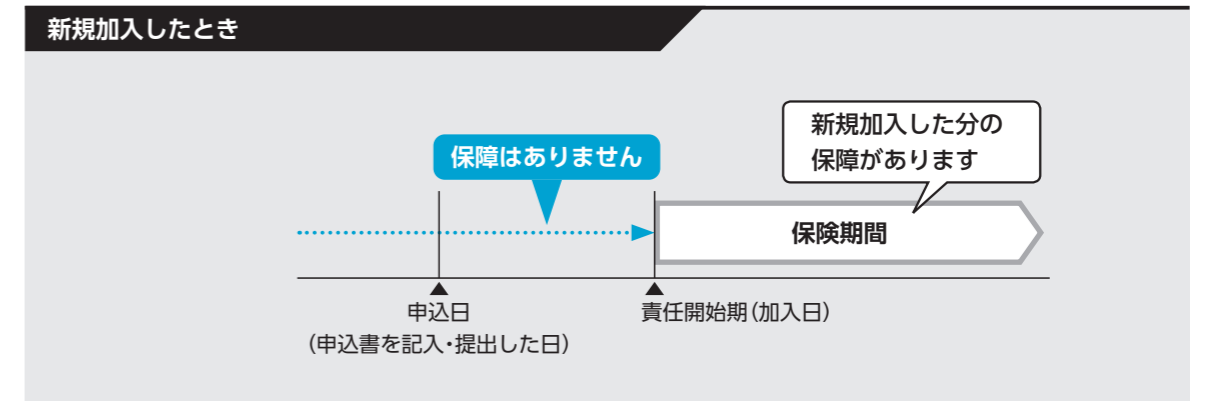 新規加入したとき
新規加入した分の
保障があります
保障はありません
保険期間
申込日
(申込書を記入・提出した日)
責任開始期(加入日)